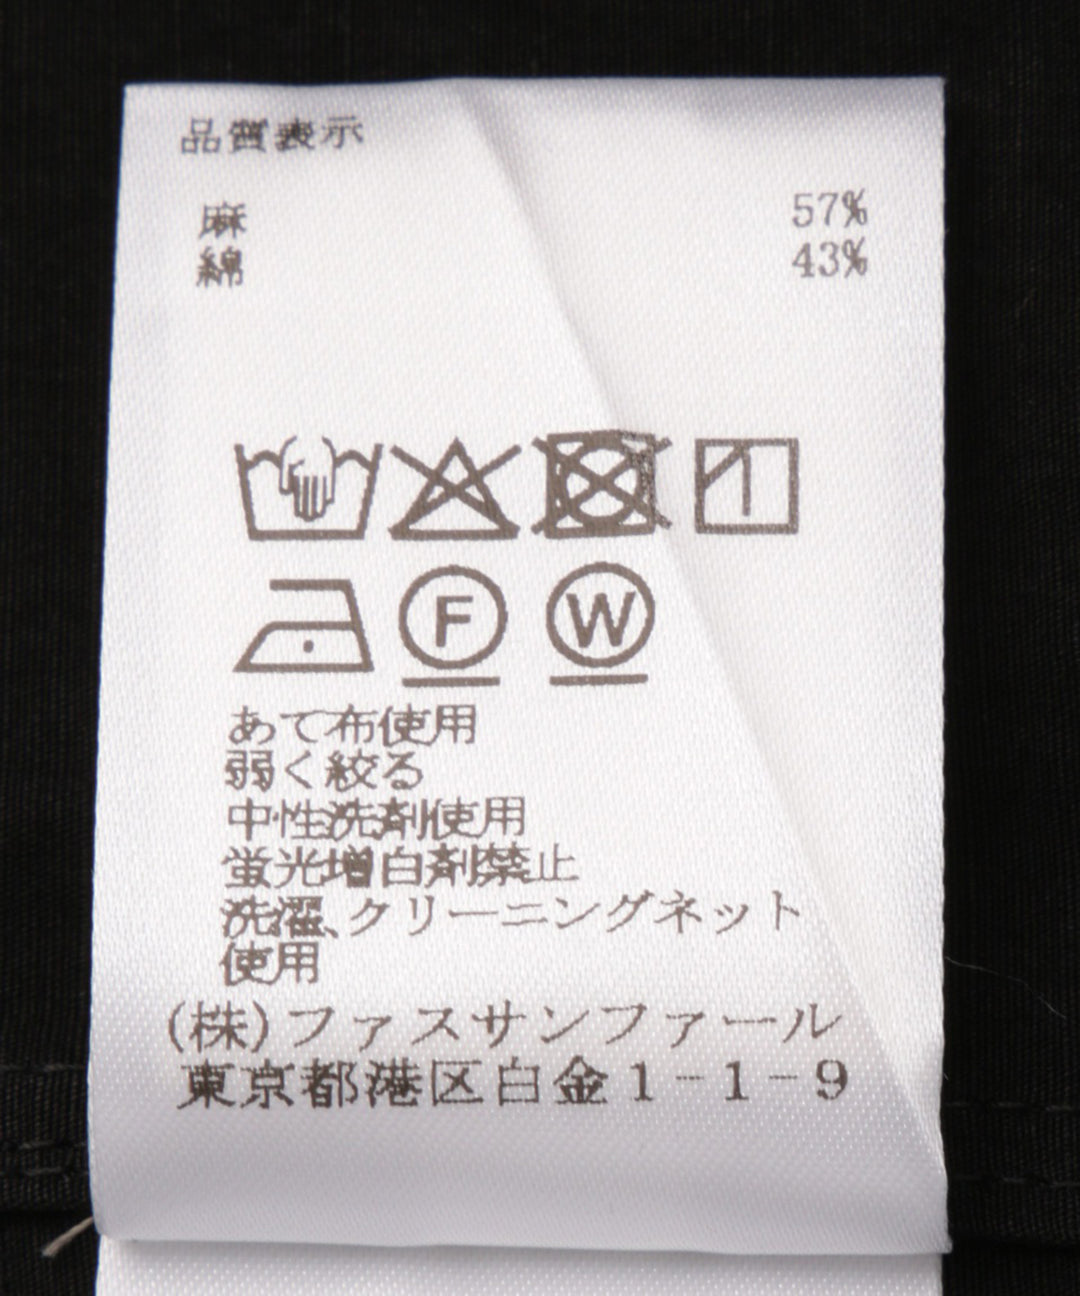 品質表示
麻 57%
綿 43%
F W
あて布使用
弱く絞る
中性洗剤使用
蛍光増白剤禁止
洗濯、クリーニングネット
使用
(株)ファスサンファール
東京都港区白金1-1-9